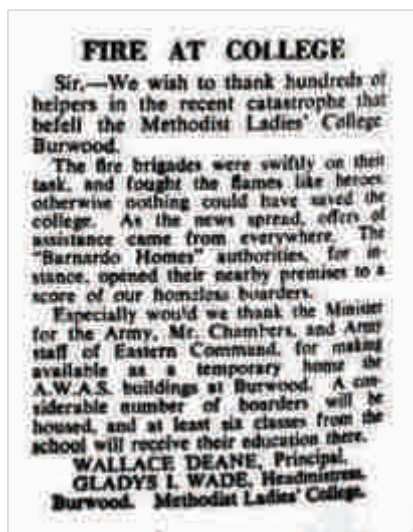 FIRE AT COLLEGE
Sir,—We wish to thank hundreds of
helpers in the recent catastrophe that
befell the Methodist Ladies' College
Burwood.
The fire brigades were swiftly on their
task, and fought the flames like heroes
otherwise nothing could have saved the
college. As the news spread, offers of
assistance came from everywhere. The
"Barnardo Homes" authorities, for in-
stance, opened their nearby premises to a
score of our homeless boarders.
Especially would we thank the Minister
for the Army, Mr. Chambers, and Army
staff of Eastern Command, for making
available as a temporary home the
A.W.A.S. buildings at Burwood. A con-
siderable number of boarders will be
housed, and at least six classes from the
school will receive their education there.
WALLACE DEANE, Principal,
GLADYS I. WADE, Headmistress.
Burwood. Methodist Ladies' College.